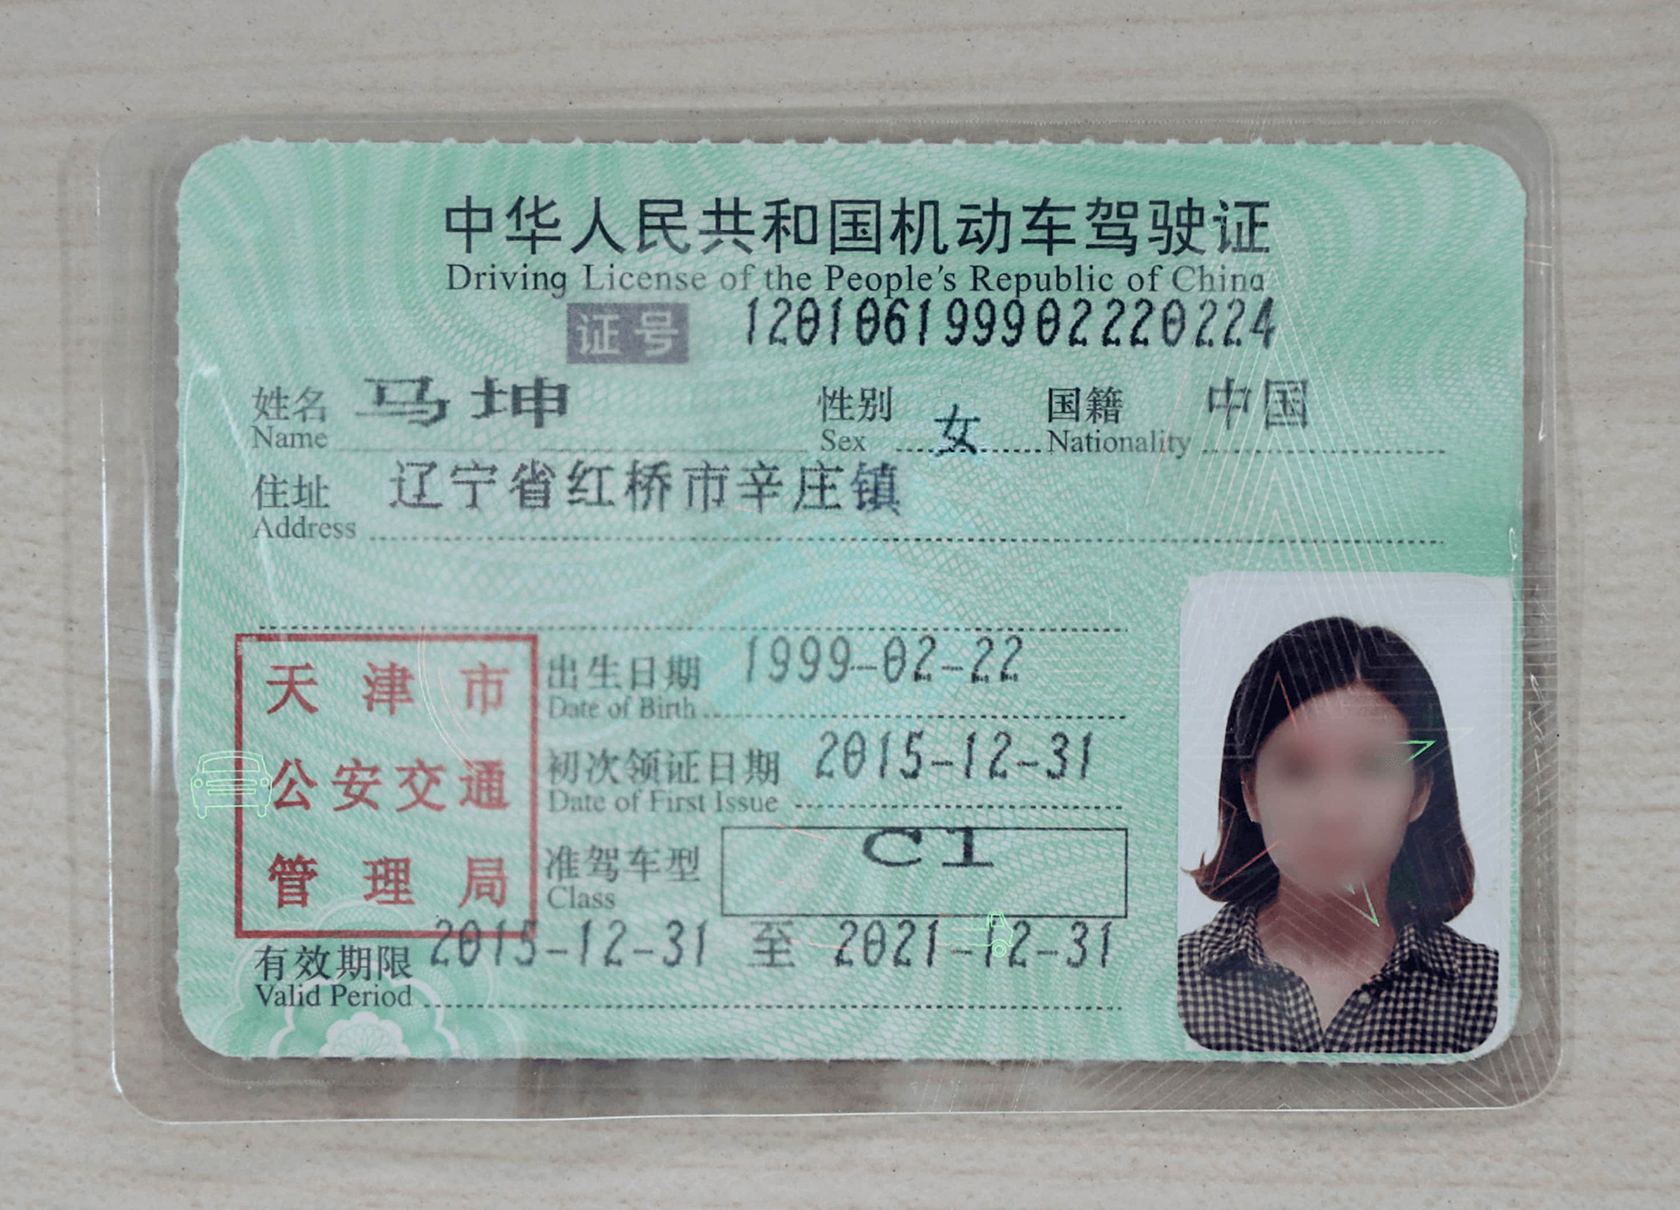 中华人民共和国机动车驾驶证
Driving License of the People's Republic of China
证号 120106199902220224
姓名 马坤 性别 女 国籍 中国
Name Sex Nationality
住址 辽宁省红桥市辛庄镇
Address
天津市
公安交通
管理局
出生日期 1999-02-22
Date of Birth
初次领证日期 2015-12-31
Date of First Issue
准驾车型 C1
Class
有效期限 2015-12-31 至 2021-12-31
Valid Period